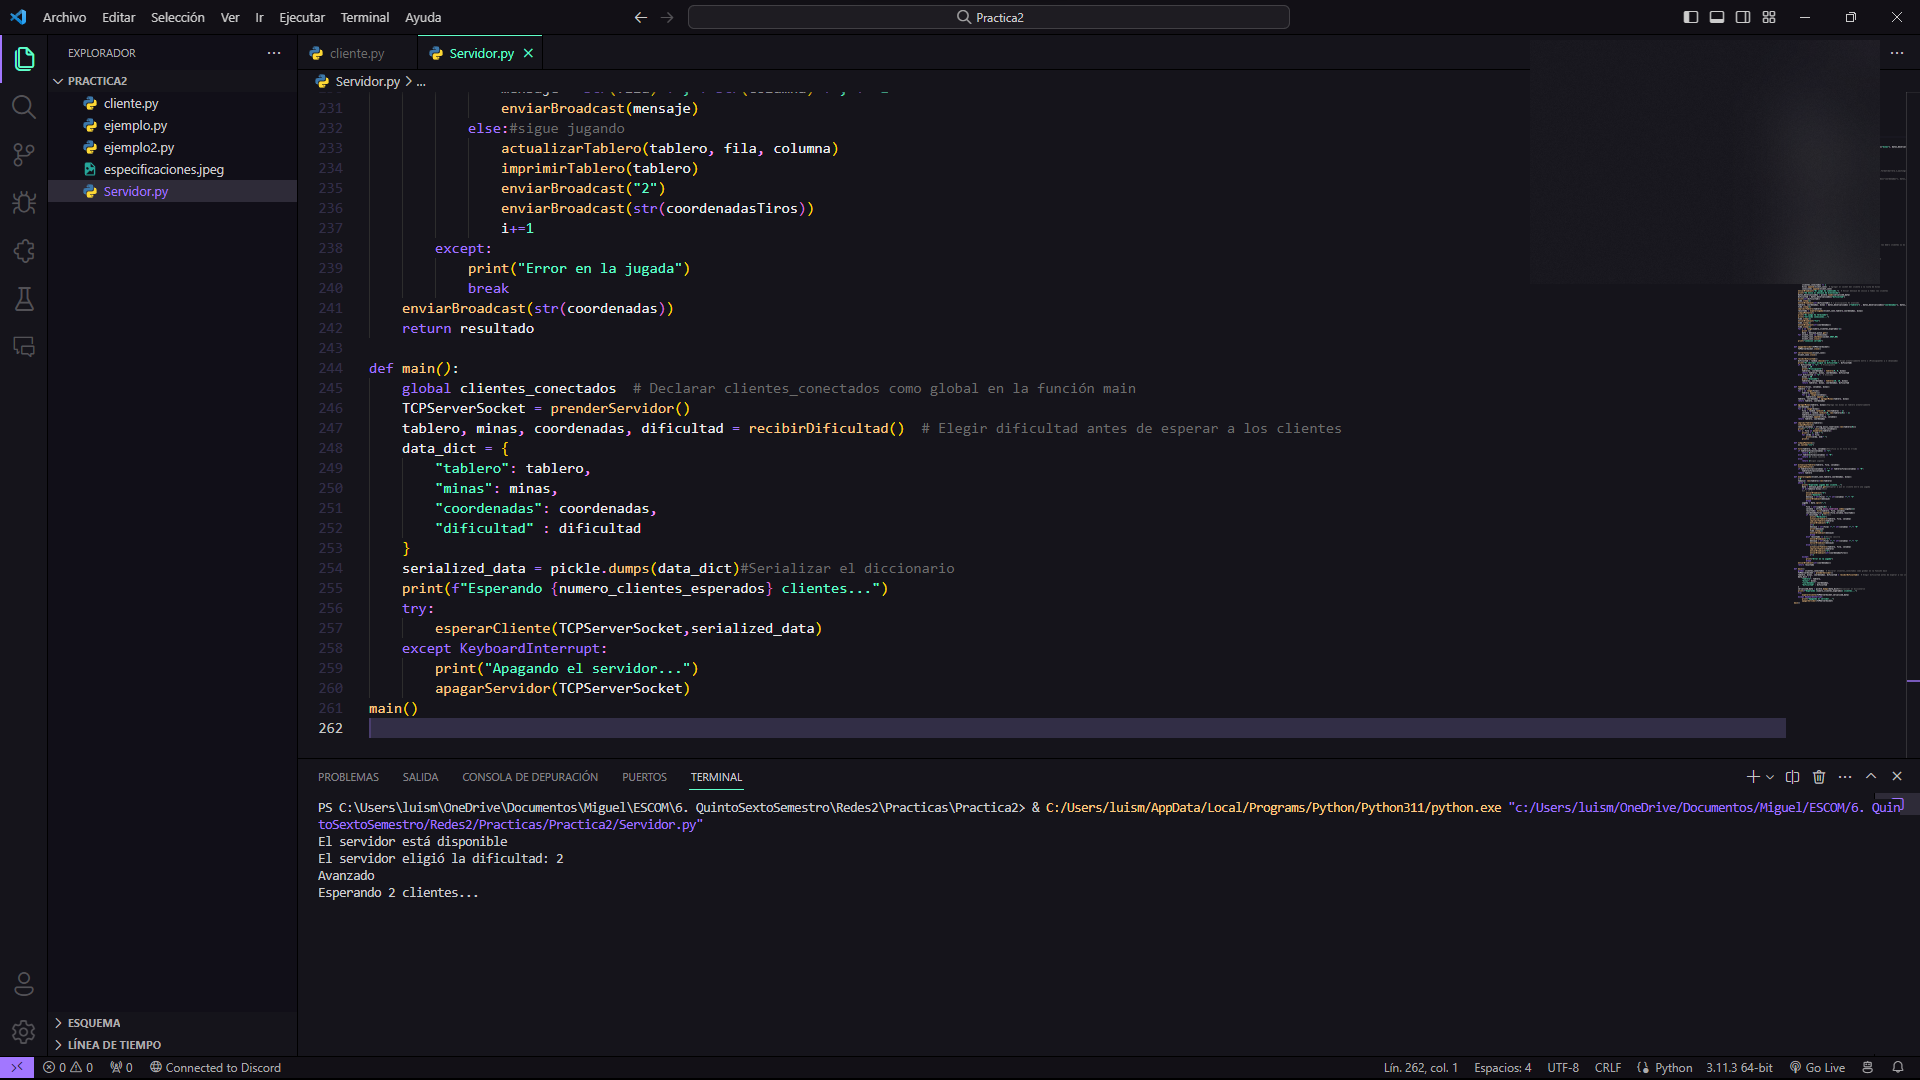 Archivo Editar Selección Ver Ir Ejecutar Terminal Ayuda
Practica2
EXPLORADOR
PRACTICA2
cliente.py
ejemplo.py
ejemplo2.py
especificaciones.jpeg
Servidor.py
ESQUEMA
LÍNEA DE TIEMPO
cliente.py Servidor.py
Servidor.py > ...
231 enviarBroadcast(mensaje)
232 else:#sigue jugando
233 actualizarTablero(tablero, fila, columna)
234 imprimirTablero(tablero)
235 enviarBroadcast("2")
236 enviarBroadcast(str(coordenadasTiros))
237 i+=1
238 except:
239 print("Error en la jugada")
240 break
241 enviarBroadcast(str(coordenadas))
242 return resultado
243
244 def main():
245 global clientes_conectados # Declarar clientes_conectados como global en la función main
246 TCPServerSocket = prenderServidor()
247 tablero, minas, coordenadas, dificultad = recibirDificultad() # Elegir dificultad antes de esperar a los clientes
248 data_dict = {
249 "tablero": tablero,
250 "minas": minas,
251 "coordenadas": coordenadas,
252 "dificultad" : dificultad
253 }
254 serialized_data = pickle.dumps(data_dict)#Serializar el diccionario
255 print(f"Esperando {numero_clientes_esperados} clientes...")
256 try:
257 esperarCliente(TCPServerSocket,serialized_data)
258 except KeyboardInterrupt:
259 print("Apagando el servidor...")
260 apagarServidor(TCPServerSocket)
261 main()
262
PROBLEMAS SALIDA CONSOLA DE DEPURACIÓN PUERTOS TERMINAL
PS C:\Users\luism\OneDrive\Documentos\Miguel\ESCOM\6. QuintoSextoSemestro\Redes2\Practicas\Practica2> & C:/Users/luism/AppData/Local/Programs/Python/Python311/python.exe "c:/Users/luism/OneDrive/Documentos/Miguel/ESCOM/6. Quin
toSextoSemestro/Redes2/Practicas/Practica2/Servidor.py"
El servidor está disponible
El servidor eligió la dificultad: 2
Avanzado
Esperando 2 clientes...
0 0 0 Connected to Discord Lín. 262, col. 1 Espacios: 4 UTF-8 CRLF Python 3.11.3 64-bit Go Live